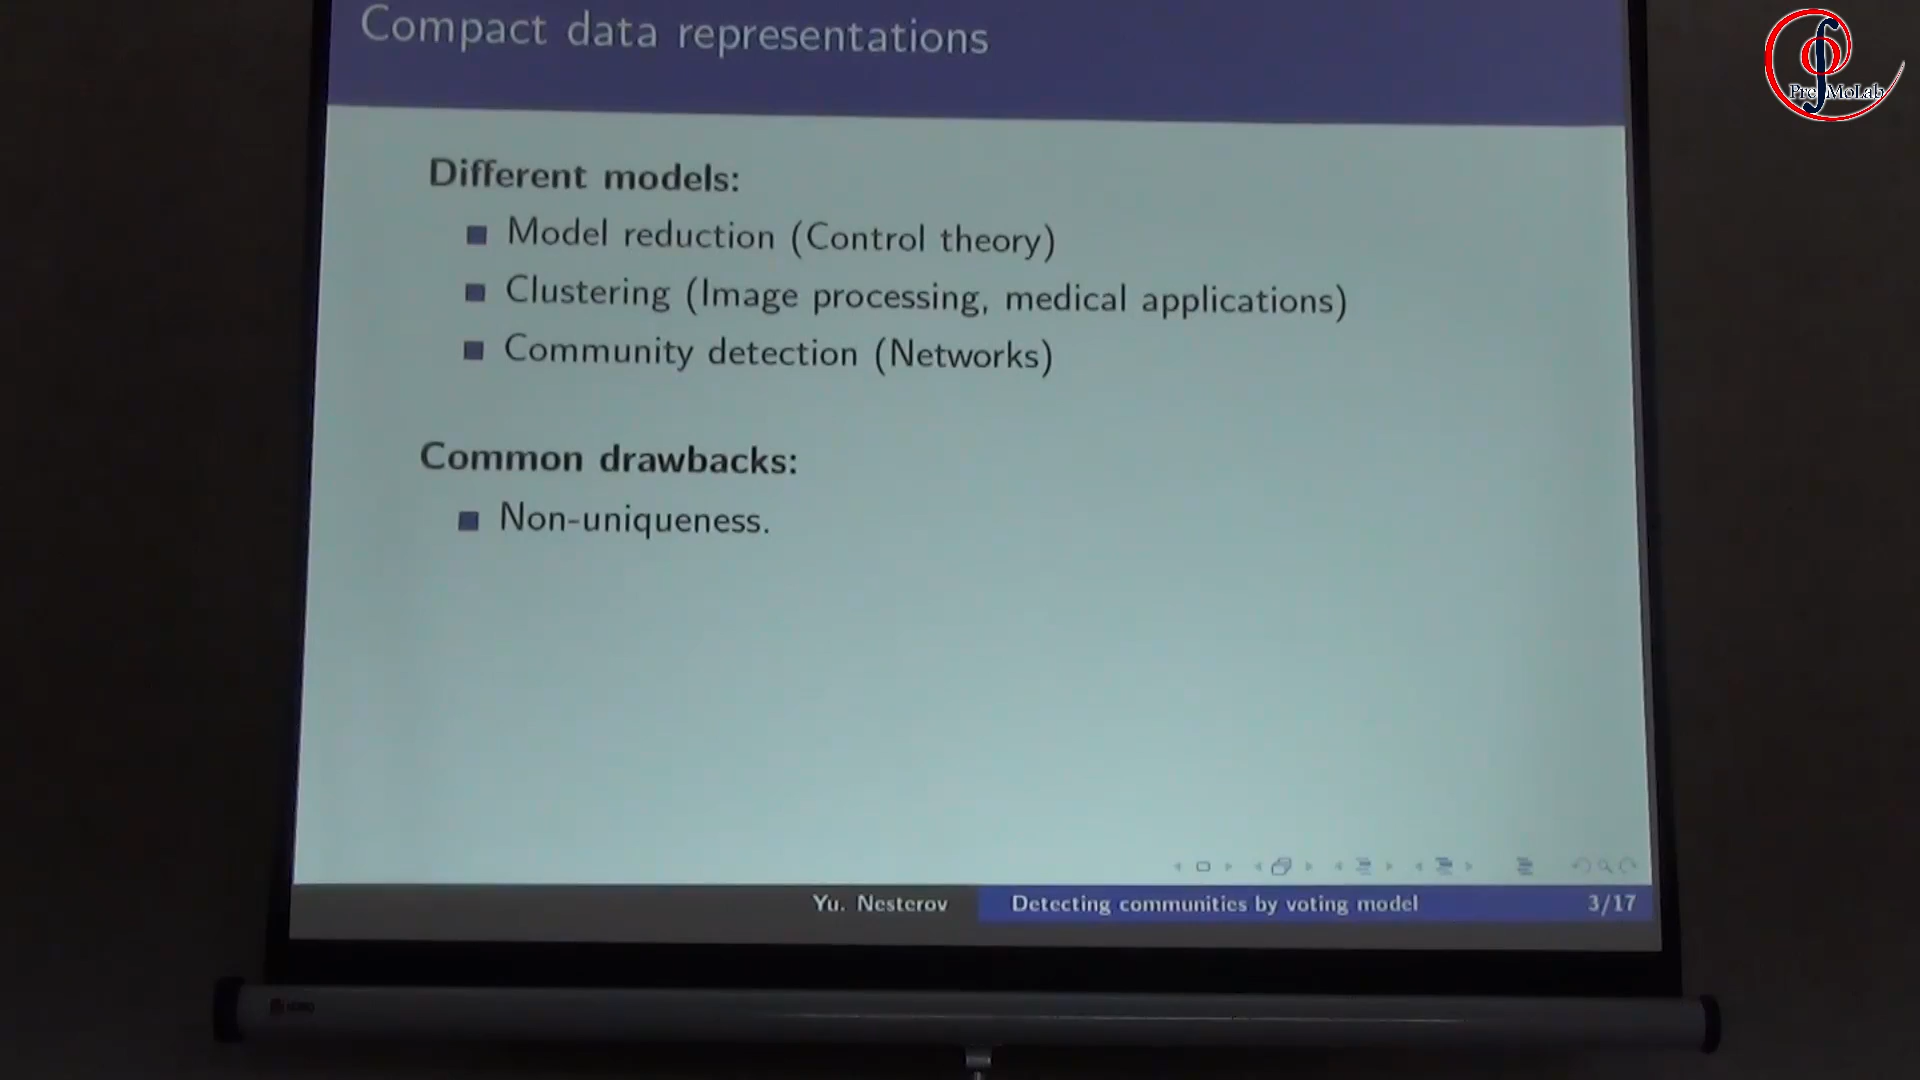 Compact data representations
PreMoLab
Different models:
Model reduction (Control theory)
Clustering (Image processing, medical applications)
Community detection (Networks)
Common drawbacks:
Non-uniqueness.
Yu. Nesterov
Detecting communities by voting model
3/17